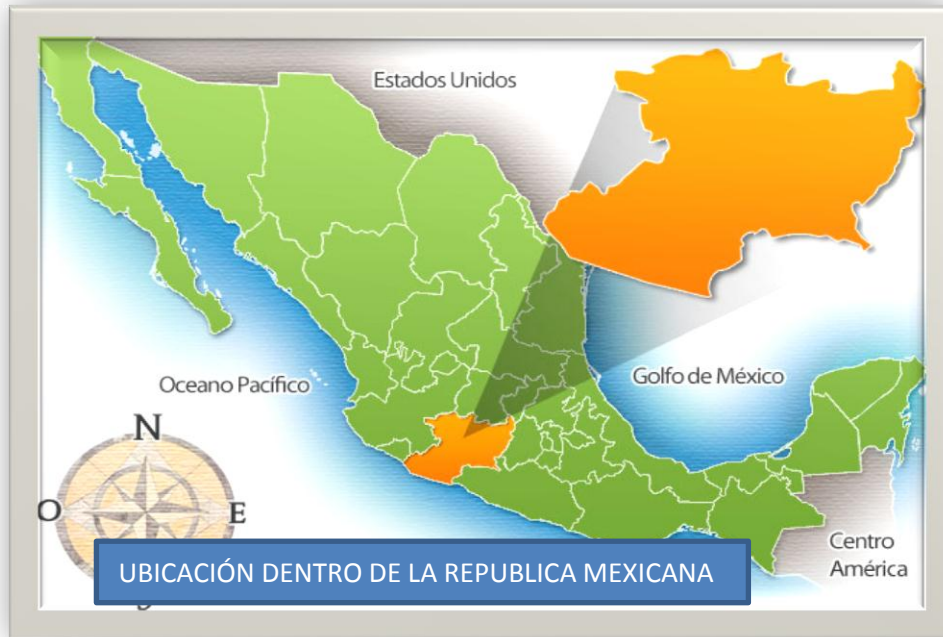 Estados Unidos
Oceano Pacífico
Golfo de México
N
O
E
Centro
América
UBICACIÓN DENTRO DE LA REPUBLICA MEXICANA